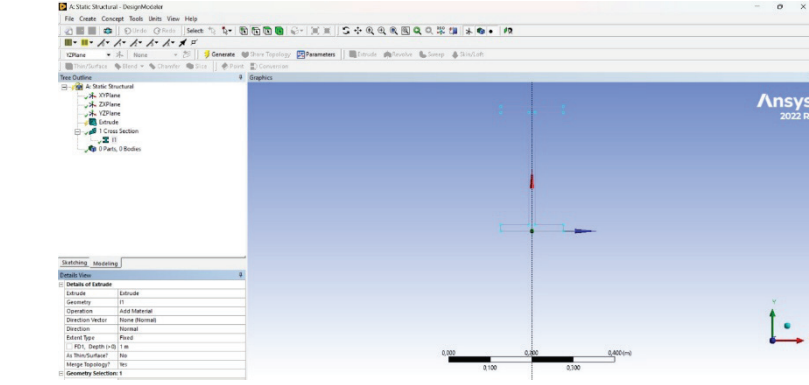 A: Static Structural - DesignModeler
File Create Concept Tools Units View Help
Undo Redo Select:
YZPlane None Generate Share Topology Parameters Extrude Revolve Sweep Skin/Loft
Thin/Surface Blend Chamfer Slice Point Conversion
Tree Outline
Graphics
A: Static Structural
XYPlane
ZXPlane
YZPlane
Extrude
1 Cross Section
I1
0 Parts, 0 Bodies
Ansys
2022 R
Sketching Modeling
Details View
Details of Extrude
Extrude Extrude
Geometry I1
Operation Add Material
Direction Vector None (Normal)
Direction Normal
Extent Type Fixed
FD1, Depth (>0) 1 m
As Thin/Surface? No
Merge Topology? Yes
Geometry Selection: 1
0,000 0,200 0,400 (m)
0,100 0,300
Y